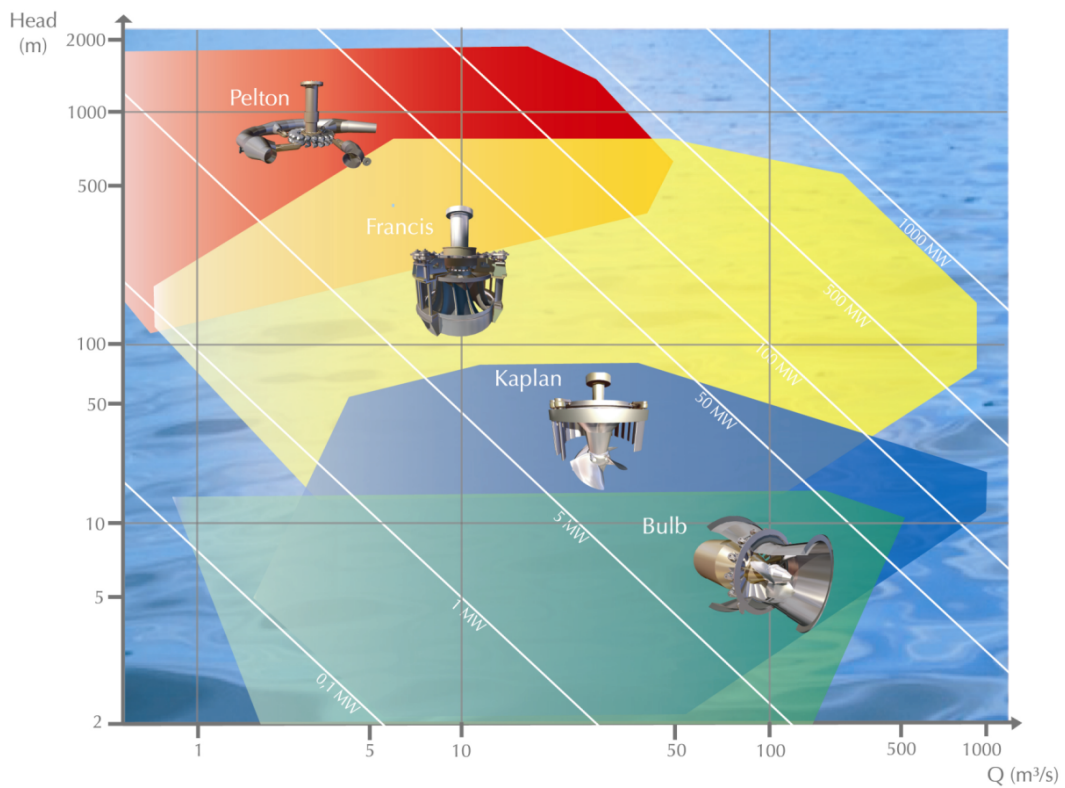 Head
(m)
2000
1000
500
100
50
10
5
2
Pelton
Francis
Kaplan
Bulb
1000 MW
500 MW
100 MW
50 MW
5 MW
1 MW
0,1 MW
1
5
10
50
100
500
1000
Q (m³/s)